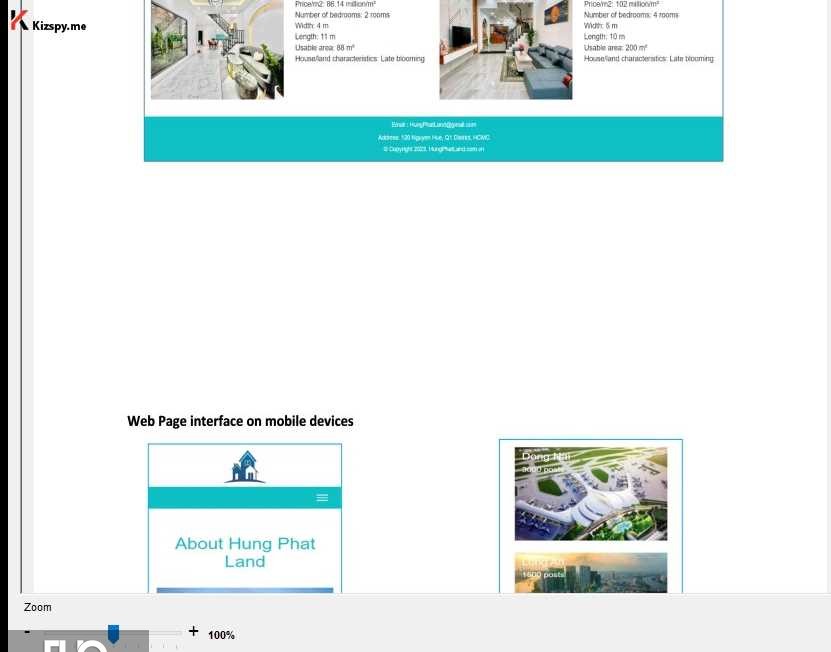 Kizspy.me
Price/m2: 86.14 million/m²
Number of bedrooms: 2 rooms
Width: 4 m
Length: 11 m
Usable area: 88 m²
House/land characteristics: Late blooming
Price/m2: 102 million/m²
Number of bedrooms: 4 rooms
Width: 5 m
Length: 10 m
Usable area: 200 m²
House/land characteristics: Late blooming
Email : HungPhatLand@gmail.com
Address: 120 Nguyen Hue, Q1 District, HCMC
© Copyright 2023, HungPhatLand.com.vn
Web Page interface on mobile devices
About Hung Phat
Land
Dong Nai
3000 posts
Long An
1600 posts
Zoom
- + 100%